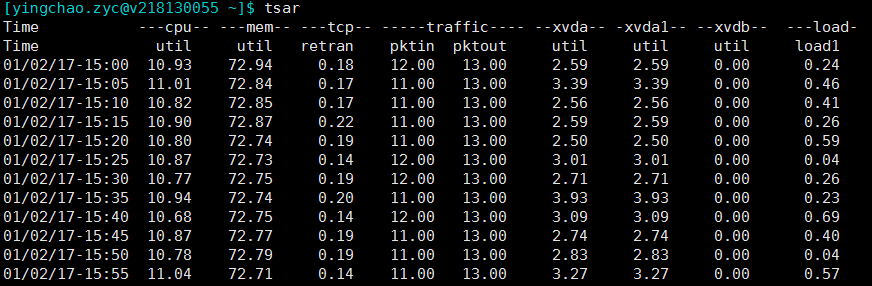 [yingchao.zyc@v218130055 ~]$ tsar
Time           ---cpu-- ---mem-- ---tcp-- -----traffic---- --xvda-- -xvda1-- --xvdb--  ---load-
Time             util     util   retran    pktin  pktout     util     util     util     load1
01/02/17-15:00  10.93    72.94     0.18    12.00   13.00     2.59     2.59     0.00      0.24
01/02/17-15:05  11.01    72.84     0.17    11.00   13.00     3.39     3.39     0.00      0.46
01/02/17-15:10  10.82    72.85     0.17    11.00   13.00     2.56     2.56     0.00      0.41
01/02/17-15:15  10.90    72.87     0.22    11.00   13.00     2.59     2.59     0.00      0.26
01/02/17-15:20  10.80    72.74     0.19    11.00   13.00     2.50     2.50     0.00      0.59
01/02/17-15:25  10.87    72.73     0.14    12.00   13.00     3.01     3.01     0.00      0.04
01/02/17-15:30  10.77    72.75     0.19    12.00   13.00     2.71     2.71     0.00      0.26
01/02/17-15:35  10.94    72.74     0.20    11.00   13.00     3.93     3.93     0.00      0.23
01/02/17-15:40  10.68    72.75     0.14    12.00   13.00     3.09     3.09     0.00      0.69
01/02/17-15:45  10.87    72.77     0.19    11.00   13.00     2.74     2.74     0.00      0.40
01/02/17-15:50  10.78    72.79     0.19    11.00   13.00     2.83     2.83     0.00      0.04
01/02/17-15:55  11.04    72.71     0.14    11.00   13.00     3.27     3.27     0.00      0.57